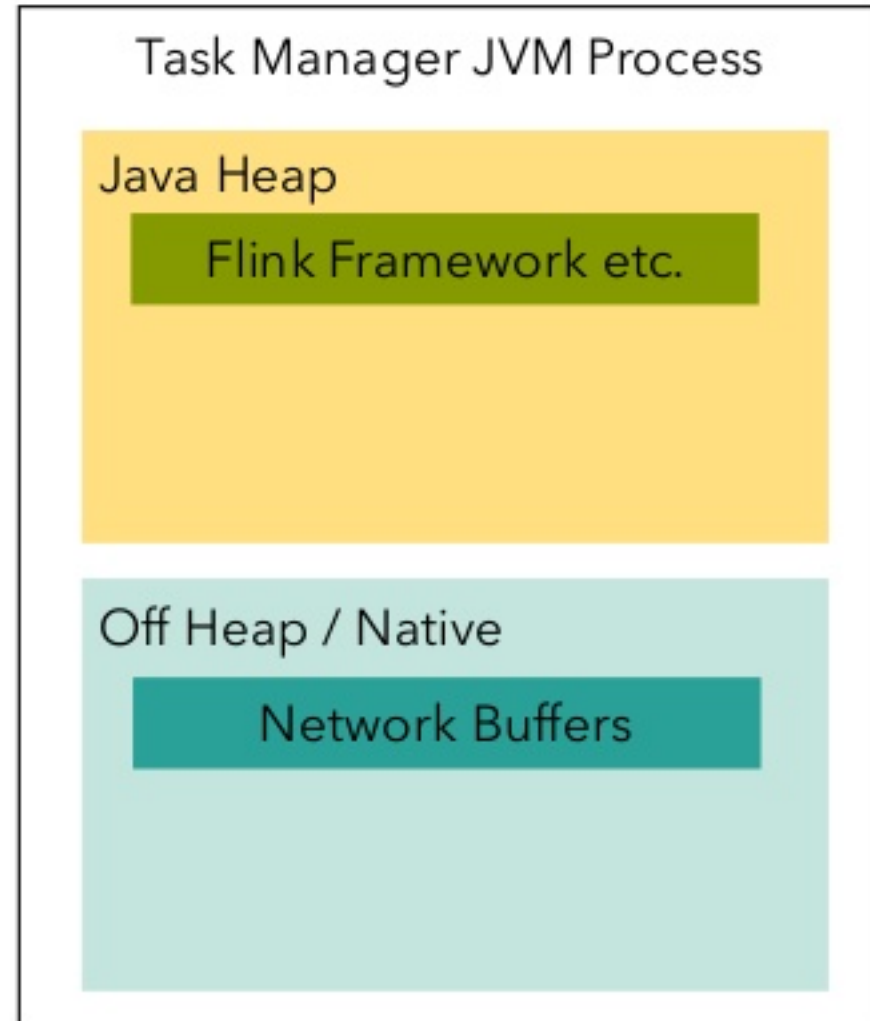 Task Manager JVM Process
Java Heap
Flink Framework etc.
Off Heap / Native
Network Buffers